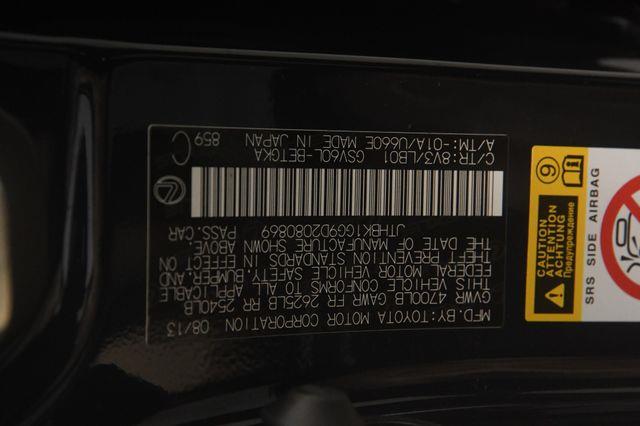 MFD.BY:TOYOTA MOTOR CORPORATION 08/13
GVWR 4700LB GAWR FR 2625LB RR 2540LB
THIS VEHICLE CONFORMS TO ALL APPLICABLE
FEDERAL MOTOR VEHICLE SAFETY, BUMPER, AND
THEFT PREVENTION STANDARDS IN EFFECT ON
THE DATE OF MANUFACTURE SHOWN ABOVE.
JTHBK1GG9D2080869 PASS. CAR
C/TR:8V3/LB01 GSV60L-BETGKA
A/TM:-01A/U660E MADE IN JAPAN 859
C
CAUTION
ATTENTION
ACHTUNG
Предупреждение
SRS SIDE AIRBAG